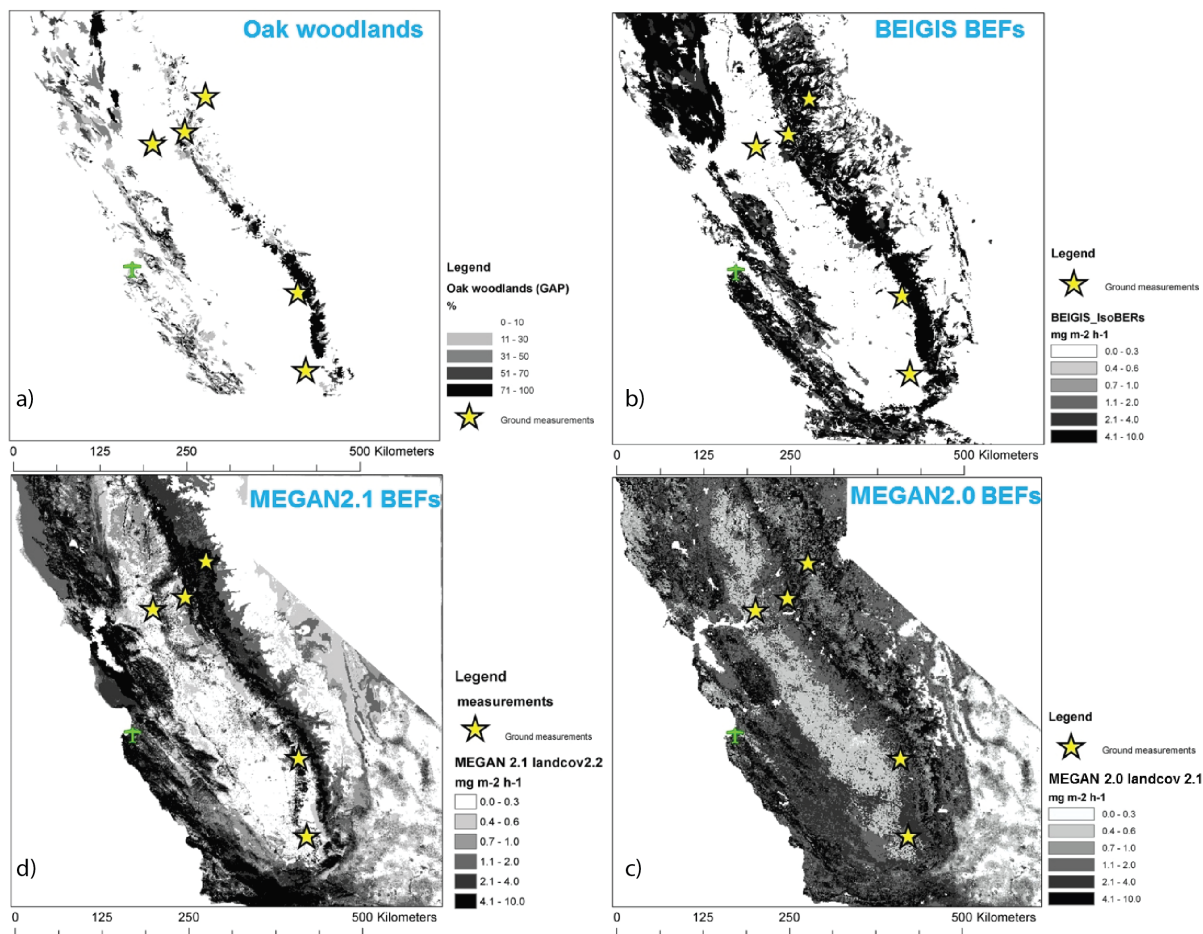 Oak woodlands
Legend
Oak woodlands (GAP)
%
0 - 10
11 - 30
31 - 50
51 - 70
71 - 100
Ground measurements
a)
0 125 250 500 Kilometers
BEIGIS BEFs
Legend
Ground measurements
BEIGIS_IsoBERs
mg m-2 h-1
0.0 - 0.3
0.4 - 0.6
0.7 - 1.0
1.1 - 2.0
2.1 - 4.0
4.1 - 10.0
b)
0 125 250 500 Kilometers
MEGAN2.1 BEFs
Legend
measurements
Ground measurements
MEGAN 2.1 landcov2.2
mg m-2 h-1
0.0 - 0.3
0.4 - 0.6
0.7 - 1.0
1.1 - 2.0
2.1 - 4.0
4.1 - 10.0
d)
0 125 250 500 Kilometers
MEGAN2.0 BEFs
Legend
Ground measurements
MEGAN 2.0 landcov 2.1
mg m-2 h-1
0.0 - 0.3
0.4 - 0.6
0.7 - 1.0
1.1 - 2.0
2.1 - 4.0
4.1 - 10.0
c)
0 125 250 500 Kilometers